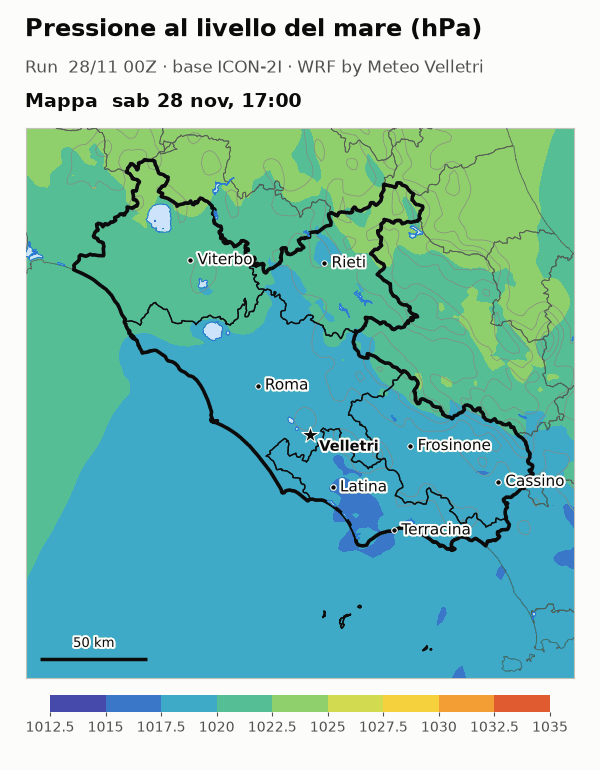 Pressione al livello del mare (hPa)
Run  28/11 00Z · base ICON-2I · WRF by Meteo Velletri
Mappa  sab 28 nov, 17:00
Viterbo
Rieti
Roma
Velletri
Frosinone
Cassino
Latina
Terracina
50 km
1012.5 1015 1017.5 1020 1022.5 1025 1027.5 1030 1032.5 1035